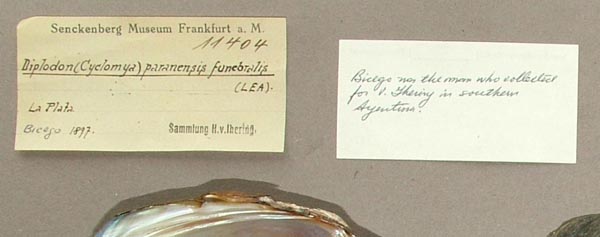 Senckenberg Museum Frankfurt a. M.
11404
Diplodon (Cyclomya) paranensis funebralis
(LEA).
La Plata
Bicego 1897.
Sammlung H.v.Ihering.
Bicego was the man who collected
for v. Ihering in southern
Argentina.